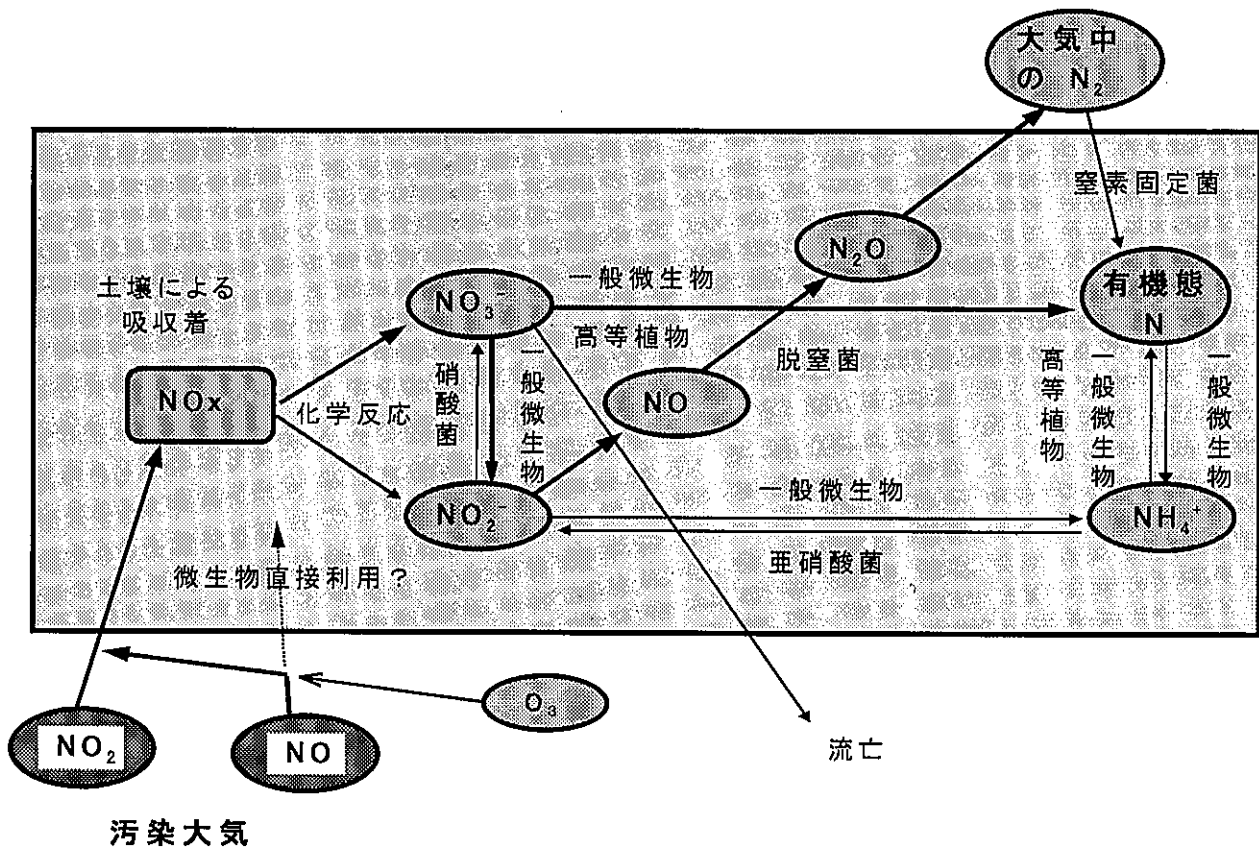 大気中
の N₂
窒素固定菌
N₂O
土壌による
吸収着
NO₃⁻
一般微生物
高等植物
有機態
N
脱窒菌
NOx
化学反応
硝酸菌
一般微生物
NO
高等植物
一般微生物
一般微生物
NO₂⁻
一般微生物
亜硝酸菌
NH₄⁺
微生物直接利用？
O₃
NO₂
NO
流亡
汚染大気